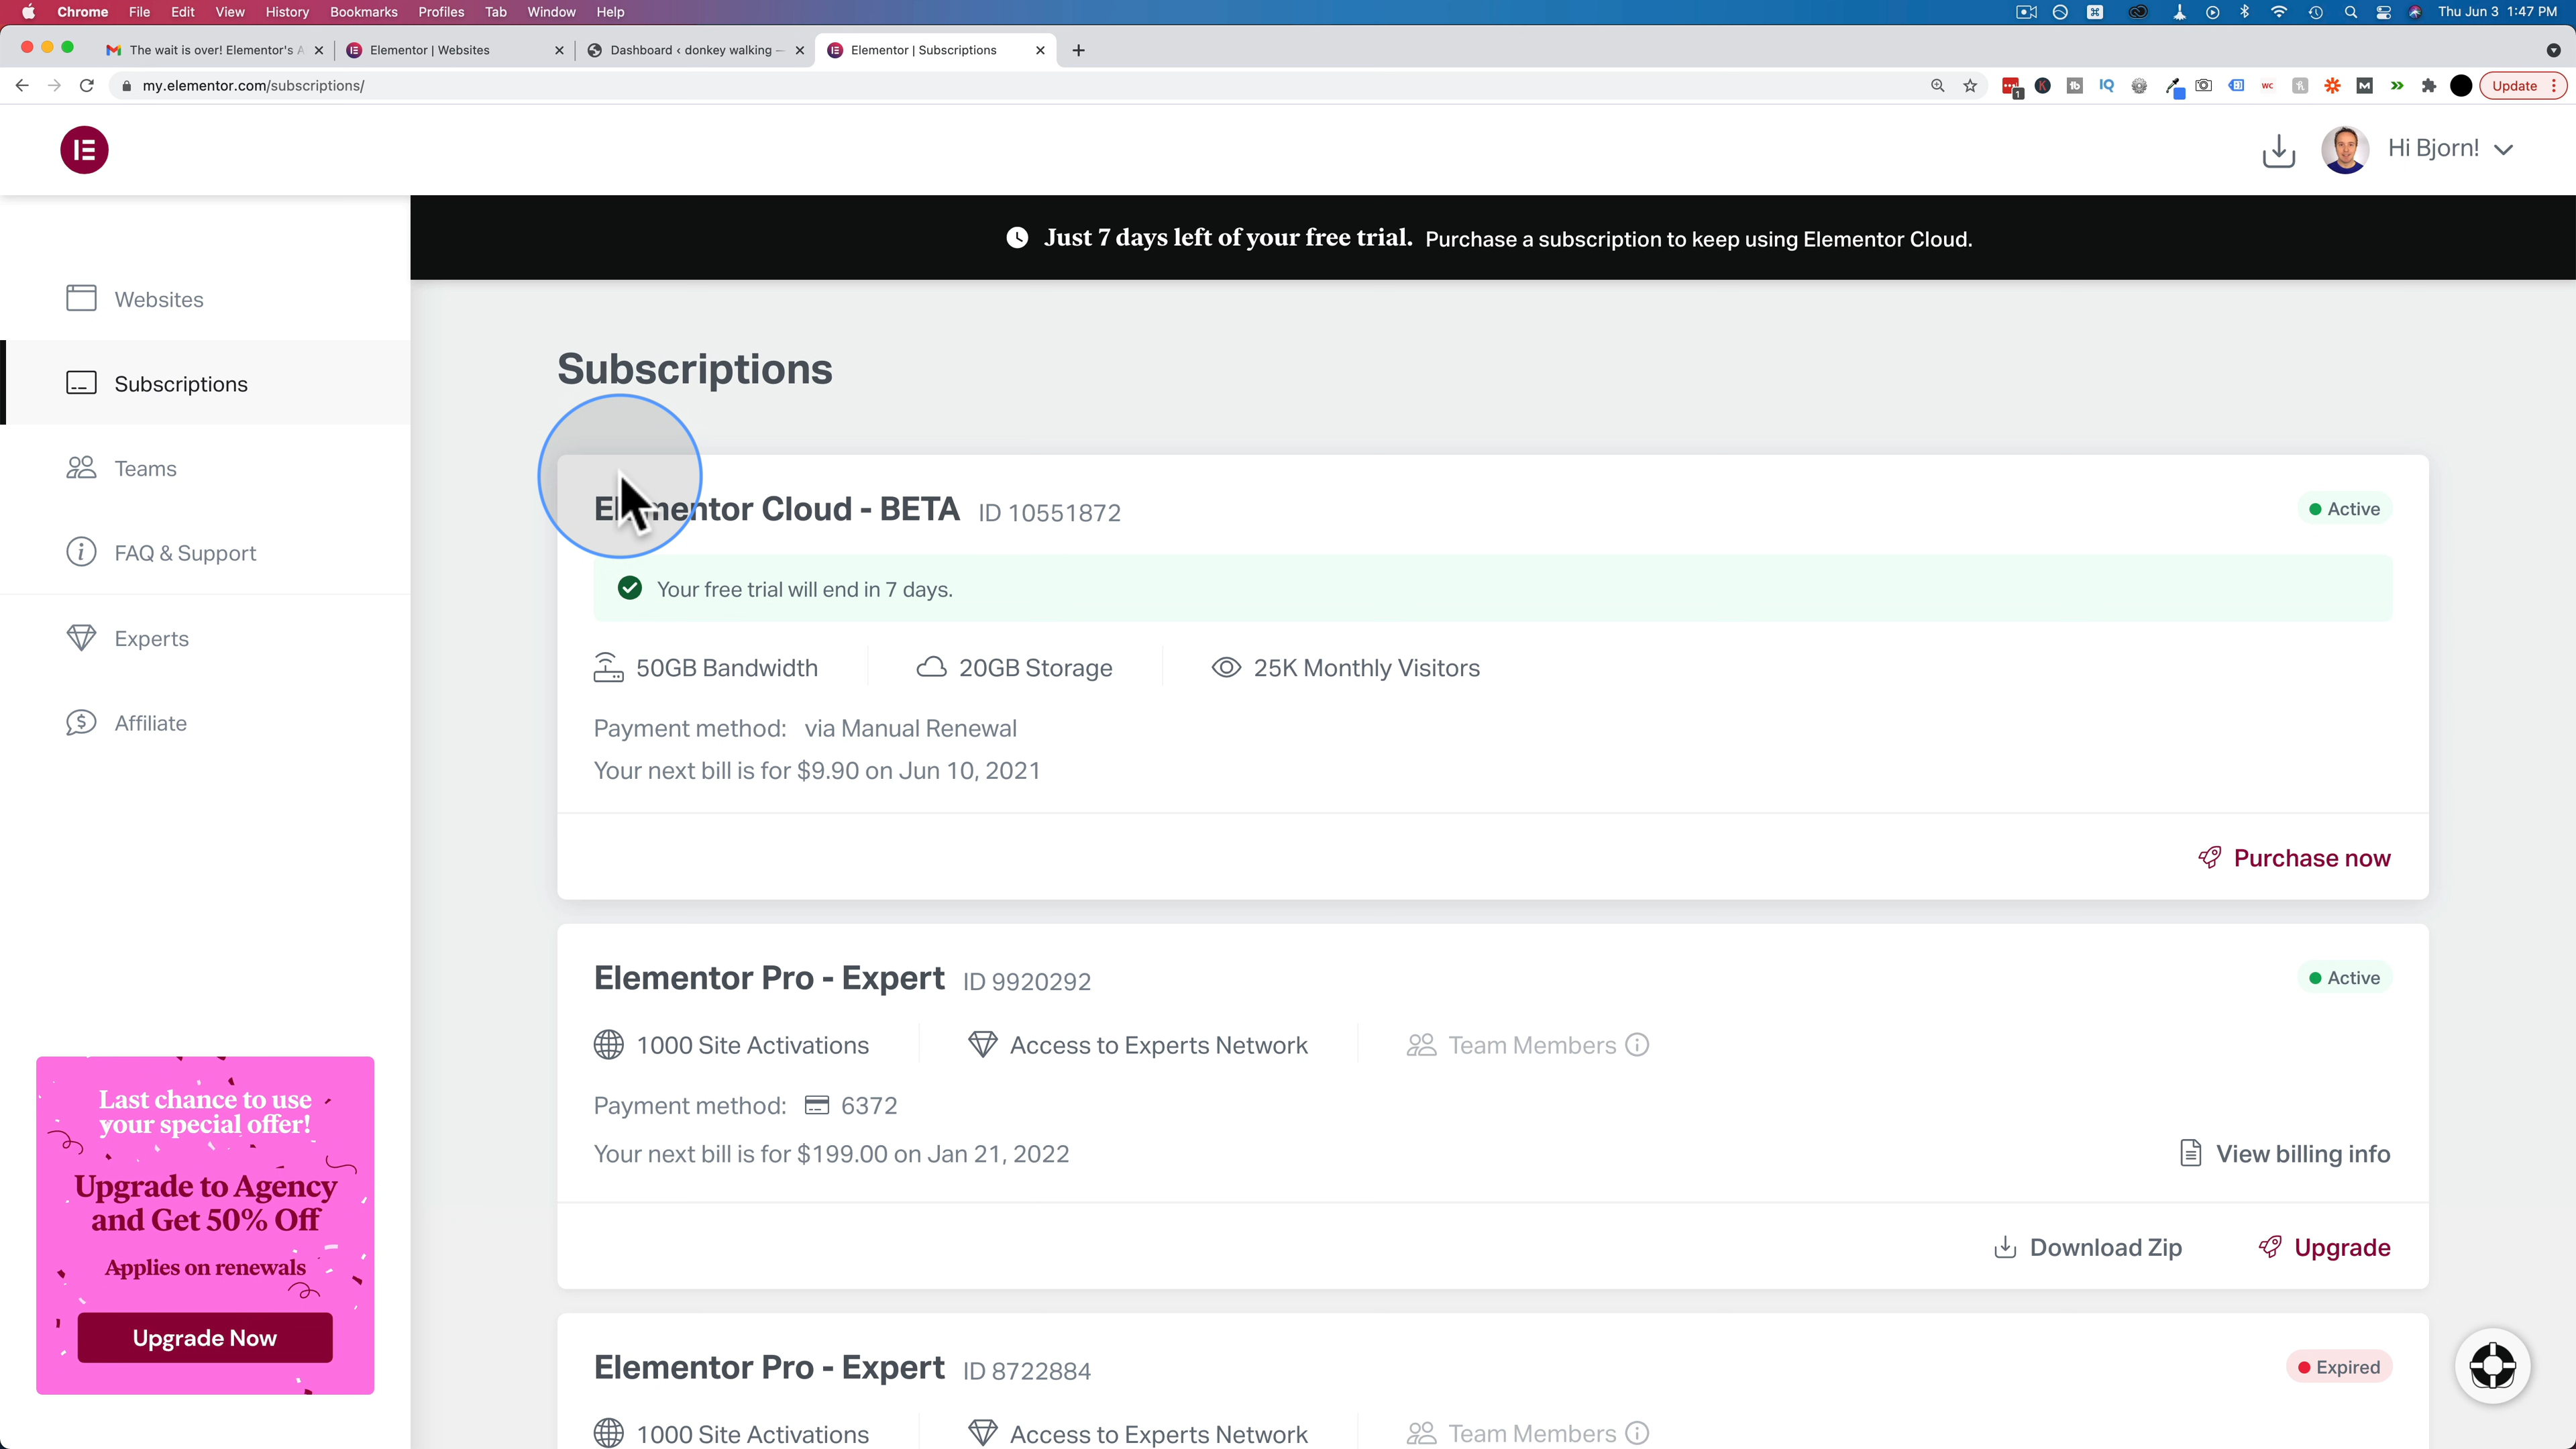 Chrome File Edit View History Bookmarks Profiles Tab Window Help
Thu Jun 3 1:47 PM
The wait is over! Elementor's A
Elementor | Websites
Dashboard ‹ donkey walking —
Elementor | Subscriptions
my.elementor.com/subscriptions/
Update
Hi Bjorn!
Just 7 days left of your free trial. Purchase a subscription to keep using Elementor Cloud.
Websites
Subscriptions
Teams
FAQ & Support
Experts
Affiliate
Last chance to use
your special offer!
Upgrade to Agency
and Get 50% Off
Applies on renewals
Upgrade Now
Subscriptions
Elementor Cloud - BETA ID 10551872
Active
Your free trial will end in 7 days.
50GB Bandwidth
20GB Storage
25K Monthly Visitors
Payment method: via Manual Renewal
Your next bill is for $9.90 on Jun 10, 2021
Purchase now
Elementor Pro - Expert ID 9920292
Active
1000 Site Activations
Access to Experts Network
Team Members
Payment method: 6372
Your next bill is for $199.00 on Jan 21, 2022
View billing info
Download Zip
Upgrade
Elementor Pro - Expert ID 8722884
Expired
1000 Site Activations
Access to Experts Network
Team Members